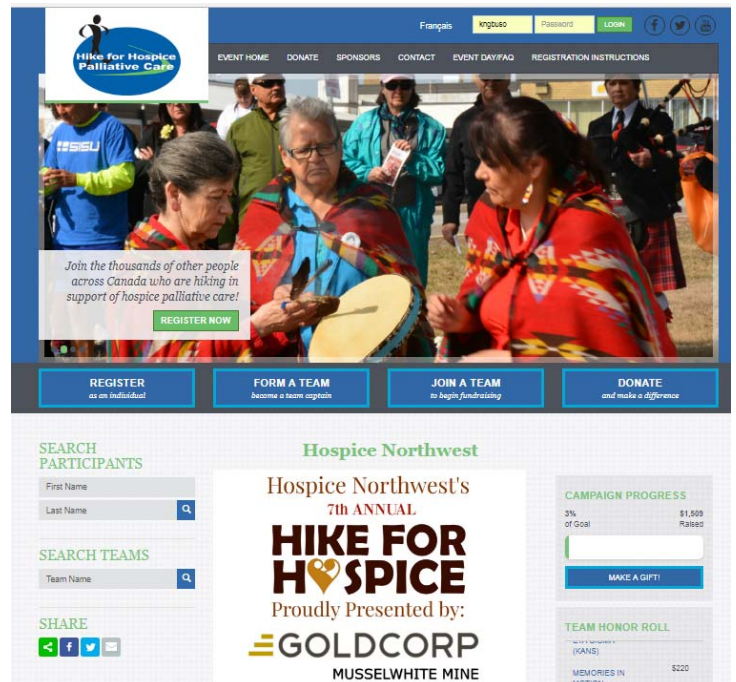 Français
kngbuso
Password
LOGIN
Hike for Hospice
Palliative Care
EVENT HOME
DONATE
SPONSORS
CONTACT
EVENT DAY/FAQ
REGISTRATION INSTRUCTIONS
SISU
Join the thousands of other people
across Canada who are hiking in
support of hospice palliative care!
REGISTER NOW
REGISTER
as an individual
FORM A TEAM
become a team captain
JOIN A TEAM
to begin fundraising
DONATE
and make a difference
SEARCH
PARTICIPANTS
First Name
Last Name
SEARCH TEAMS
Team Name
SHARE
Hospice Northwest
Hospice Northwest's
7th ANNUAL
HIKE FOR
HOSPICE
Proudly Presented by:
GOLDCORP
MUSSELWHITE MINE
CAMPAIGN PROGRESS
3% $1,509
of Goal Raised
MAKE A GIFT!
TEAM HONOR ROLL
(KANS)
MEMORIES IN $220